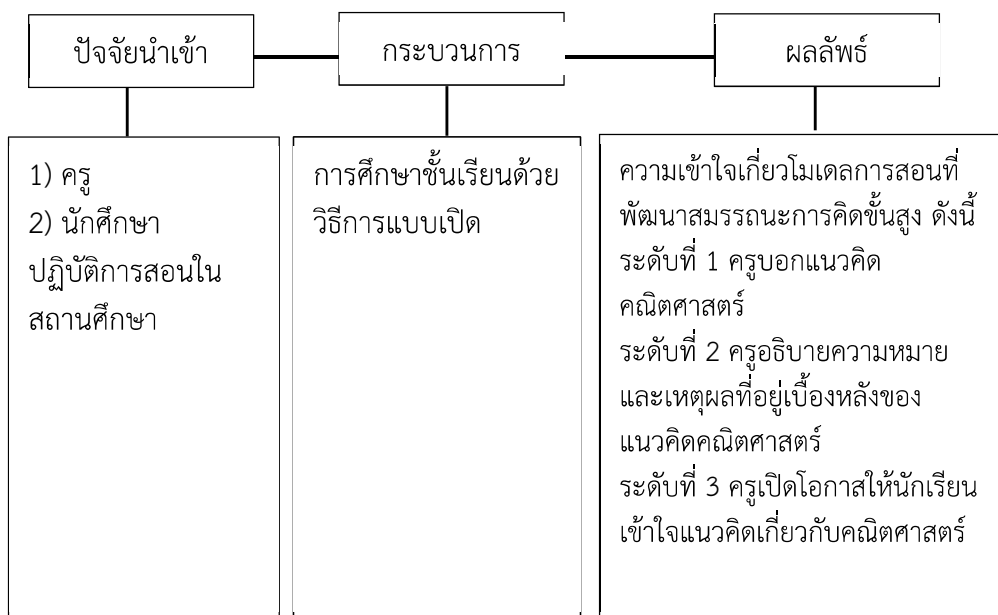 ปัจจัยนำเข้า
กระบวนการ
ผลลัพธ์
1) ครู
2) นักศึกษา
ปฏิบัติการสอนใน
สถานศึกษา
การศึกษาชั้นเรียนด้วย
วิธีการแบบเปิด
ความเข้าใจเกี่ยวโมเดลการสอนที่
พัฒนาสมรรถนะการคิดขั้นสูง ดังนี้
ระดับที่ 1 ครูบอกแนวคิด
คณิตศาสตร์
ระดับที่ 2 ครูอธิบายความหมาย
และเหตุผลที่อยู่เบื้องหลังของ
แนวคิดคณิตศาสตร์
ระดับที่ 3 ครูเปิดโอกาสให้นักเรียน
เข้าใจแนวคิดเกี่ยวกับคณิตศาสตร์